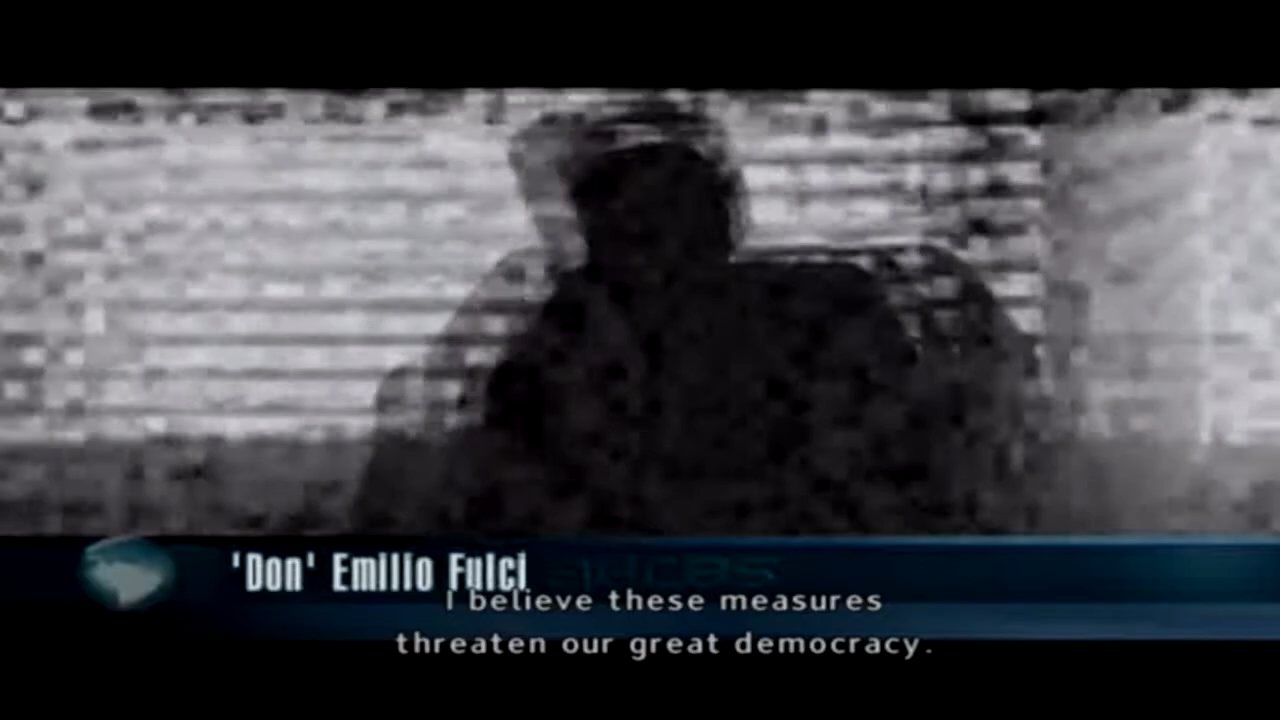 'Don' Emilio Fulci
I believe these measures
threaten our great democracy.